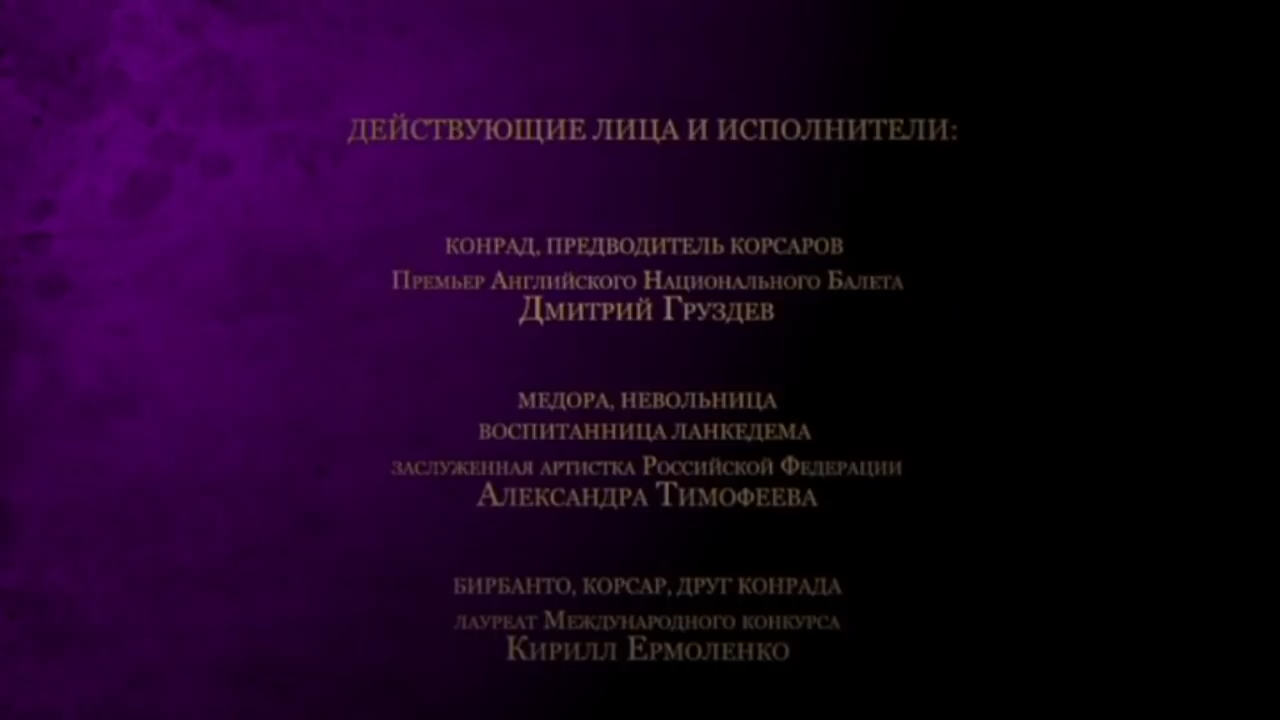 ДЕЙСТВУЮЩИЕ ЛИЦА И ИСПОЛНИТЕЛИ:
КОНРАД, ПРЕДВОДИТЕЛЬ КОРСАРОВ
Премьер Английского Национального Балета
Дмитрий Груздев
МЕДОРА, НЕВОЛЬНИЦА
ВОСПИТАННИЦА ЛАНКЕДЕМА
заслуженная артистка Российской Федерации
Александра Тимофеева
БИРБАНТО, КОРСАР, ДРУГ КОНРАДА
лауреат Международного конкурса
Кирилл Ермоленко